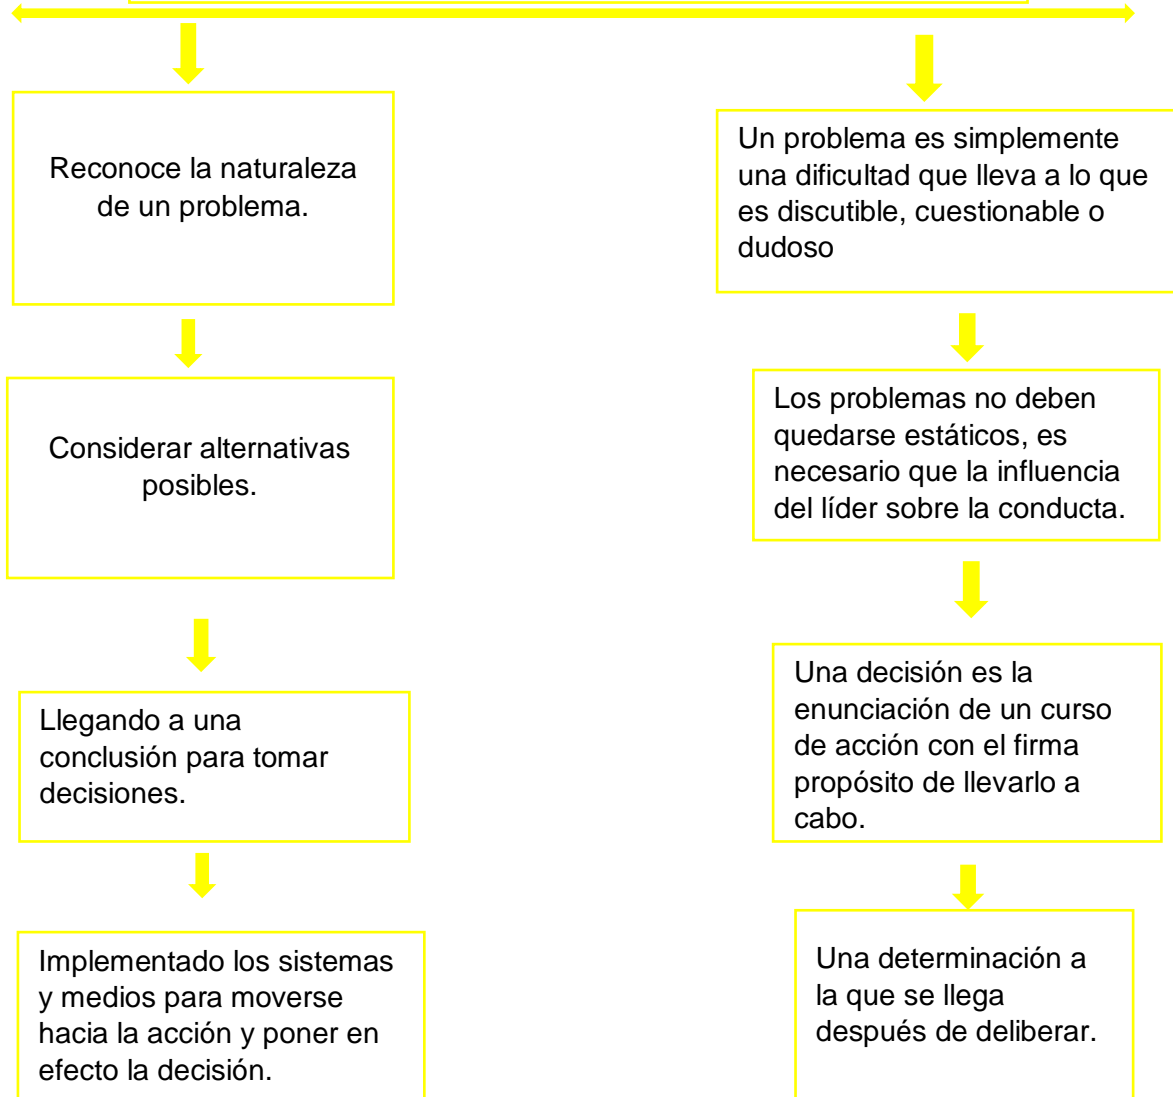 Reconoce la naturaleza
de un problema.
Considerar alternativas
posibles.
Llegando a una
conclusión para tomar
decisiones.
Implementado los sistemas
y medios para moverse
hacia la acción y poner en
efecto la decisión.
Un problema es simplemente
una dificultad que lleva a lo que
es discutible, cuestionable o
dudoso
Los problemas no deben
quedarse estáticos, es
necesario que la influencia
del líder sobre la conducta.
Una decisión es la
enunciación de un curso
de acción con el firma
propósito de llevarlo a
cabo.
Una determinación a
la que se llega
después de deliberar.